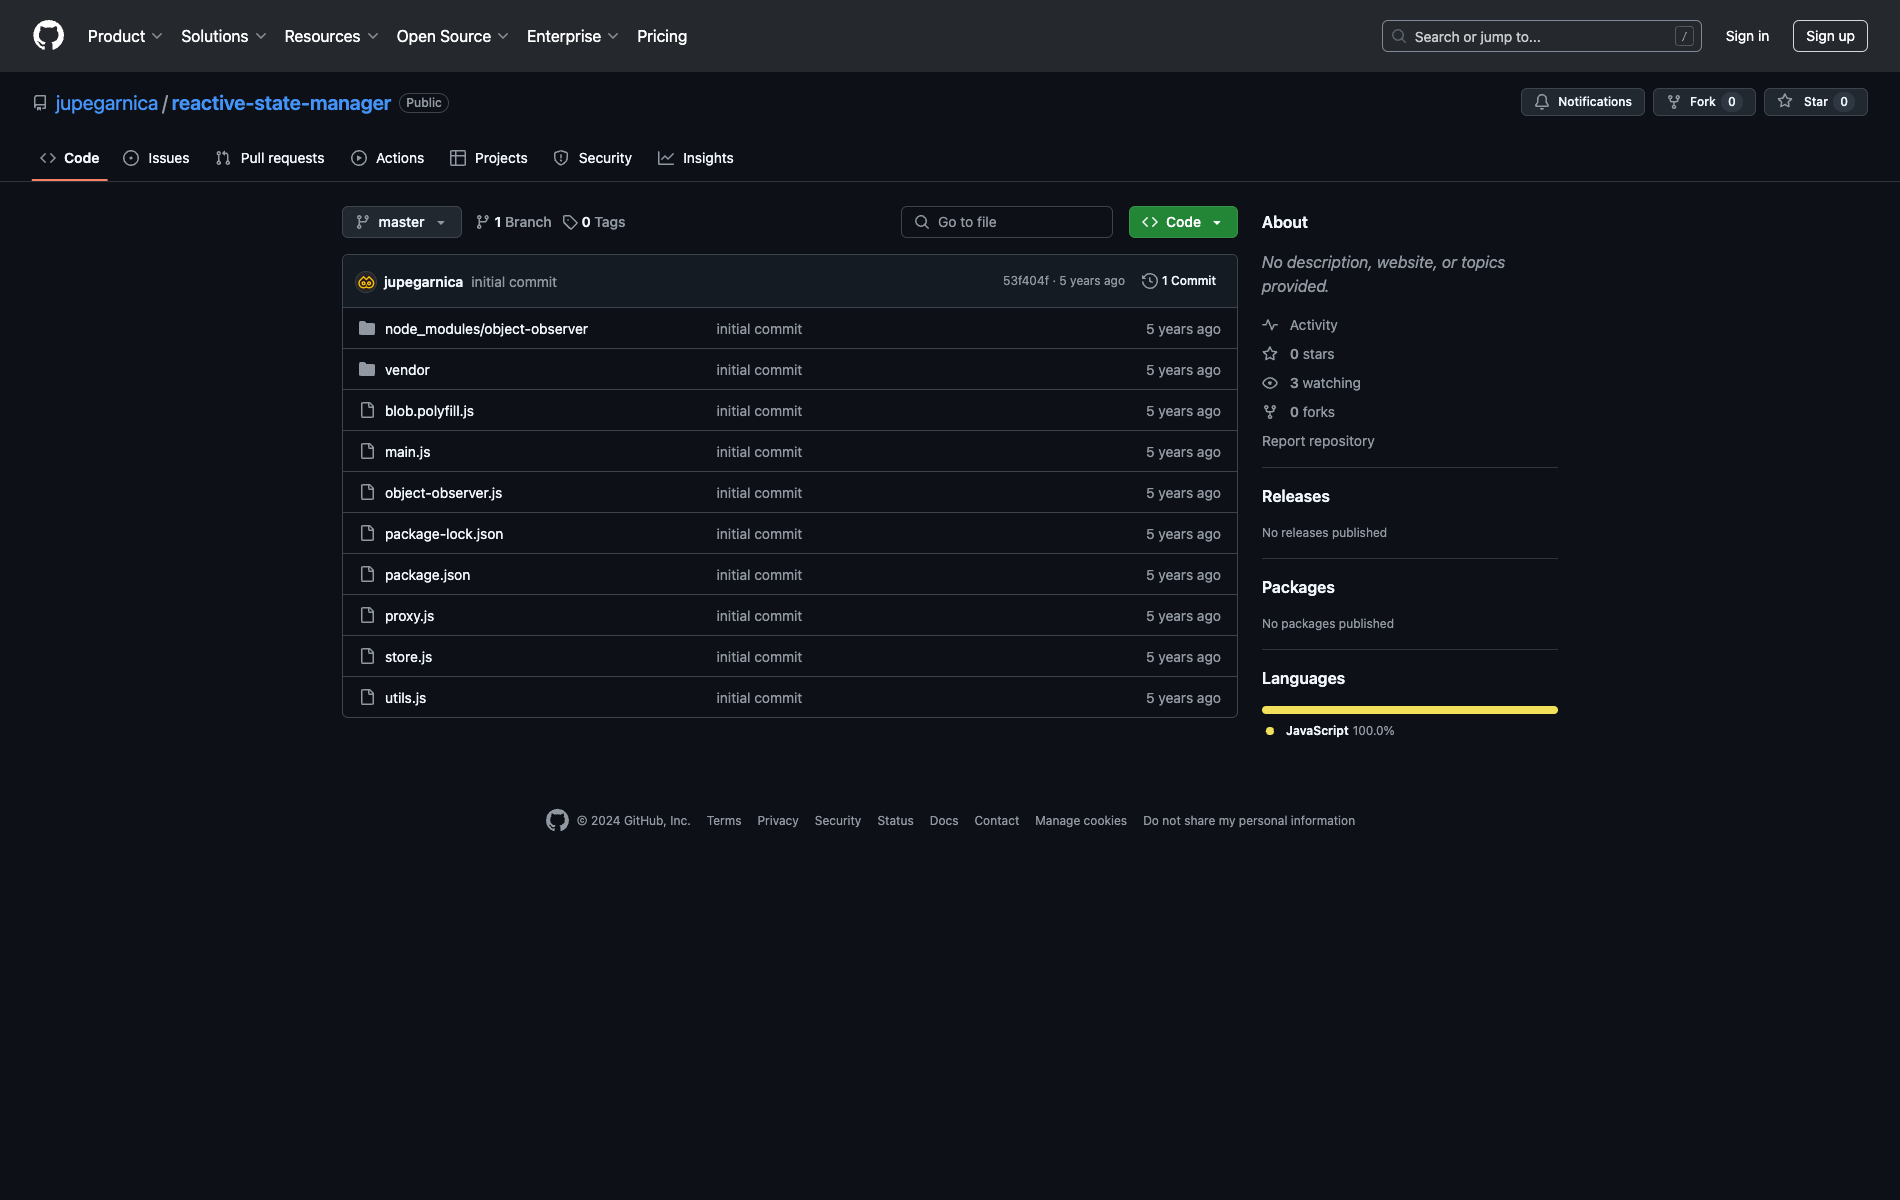 Product Solutions Resources Open Source Enterprise Pricing Search or jump to... / Sign in Sign up
jupegarnica / reactive-state-manager Public Notifications Fork 0 Star 0
Code Issues Pull requests Actions Projects Security Insights
master 1 Branch 0 Tags Go to file Code
jupegarnica initial commit 53f404f · 5 years ago 1 Commit
node_modules/object-observer initial commit 5 years ago
vendor initial commit 5 years ago
blob.polyfill.js initial commit 5 years ago
main.js initial commit 5 years ago
object-observer.js initial commit 5 years ago
package-lock.json initial commit 5 years ago
package.json initial commit 5 years ago
proxy.js initial commit 5 years ago
store.js initial commit 5 years ago
utils.js initial commit 5 years ago
About
No description, website, or topics
provided.
Activity
0 stars
3 watching
0 forks
Report repository
Releases
No releases published
Packages
No packages published
Languages
JavaScript 100.0%
© 2024 GitHub, Inc. Terms Privacy Security Status Docs Contact Manage cookies Do not share my personal information